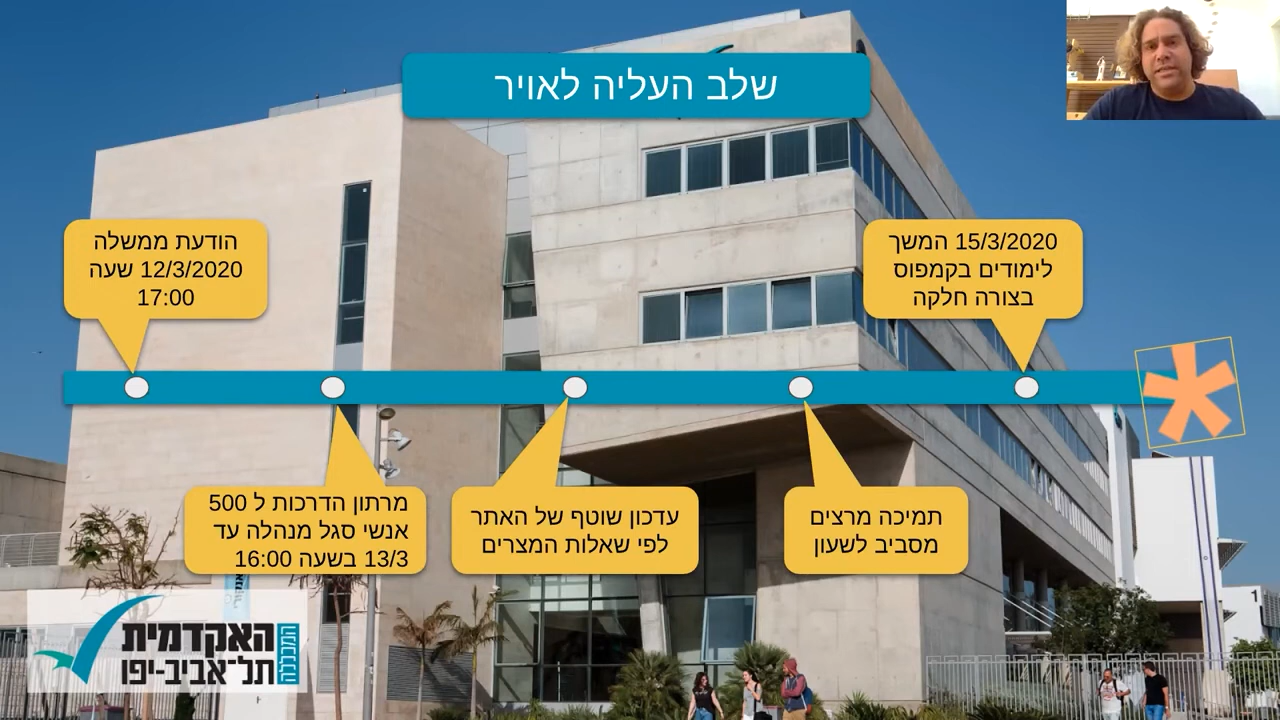 שלב העליה לאויר
הודעת ממשלה
12/3/2020 שעה
17:00
15/3/2020 המשך
לימודים בקמפוס
בצורה חלקה
מרתון הדרכות ל 500
אנשי סגל מנהלה עד
13/3 בשעה 16:00
עדכון שוטף של האתר
לפי שאלות המצרים
תמיכה מרצים
מסביב לשעון
המכללה
האקדמית
תל־אביב-יפו